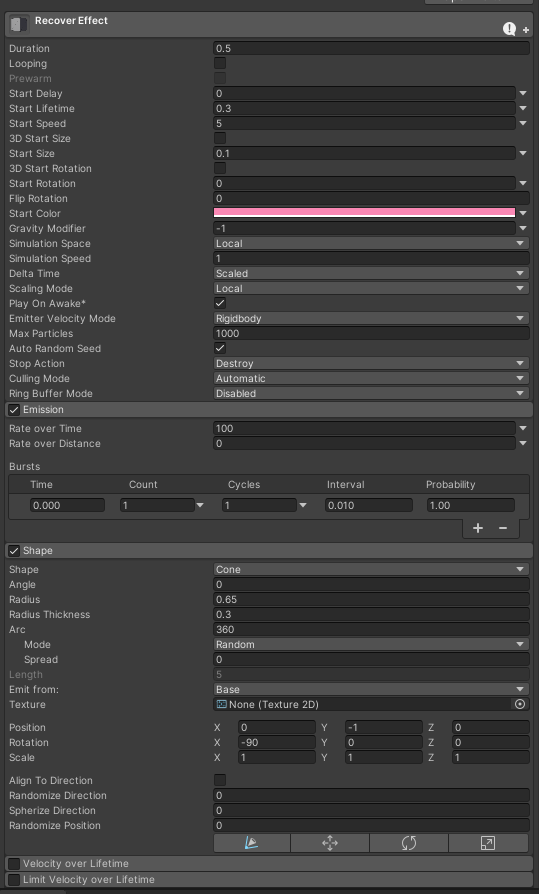 Recover Effect
Duration 0.5
Looping
Prewarm
Start Delay 0
Start Lifetime 0.3
Start Speed 5
3D Start Size
Start Size 0.1
3D Start Rotation
Start Rotation 0
Flip Rotation 0
Start Color
Gravity Modifier -1
Simulation Space Local
Simulation Speed 1
Delta Time Scaled
Scaling Mode Local
Play On Awake*
Emitter Velocity Mode Rigidbody
Max Particles 1000
Auto Random Seed
Stop Action Destroy
Culling Mode Automatic
Ring Buffer Mode Disabled
Emission
Rate over Time 100
Rate over Distance 0
Bursts
Time Count Cycles Interval Probability
0.000 1 1 0.010 1.00
Shape
Shape Cone
Angle 0
Radius 0.65
Radius Thickness 0.3
Arc 360
Mode Random
Spread 0
Length 5
Emit from: Base
Texture None (Texture 2D)
Position X 0 Y -1 Z 0
Rotation X -90 Y 0 Z 0
Scale X 1 Y 1 Z 1
Align To Direction
Randomize Direction 0
Spherize Direction 0
Randomize Position 0
Velocity over Lifetime
Limit Velocity over Lifetime